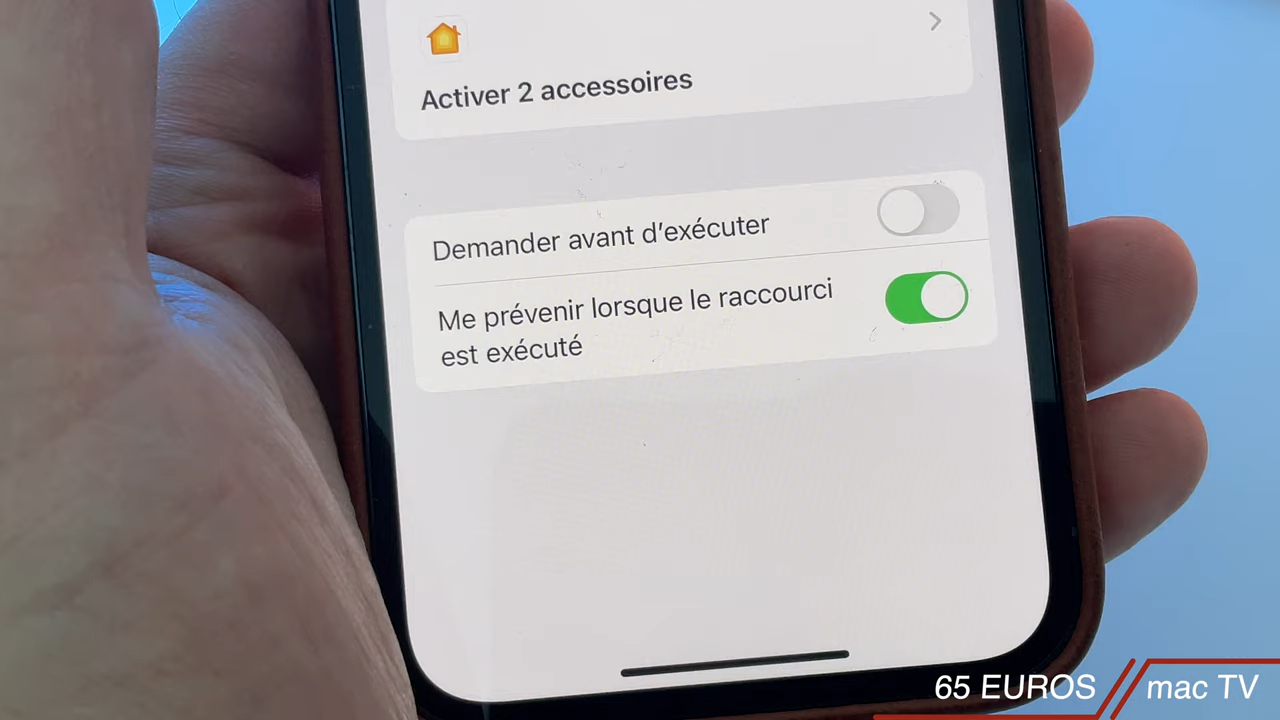 Activer 2 accessoires
Demander avant d'exécuter
Me prévenir lorsque le raccourci
est exécuté
65 EUROS // mac TV